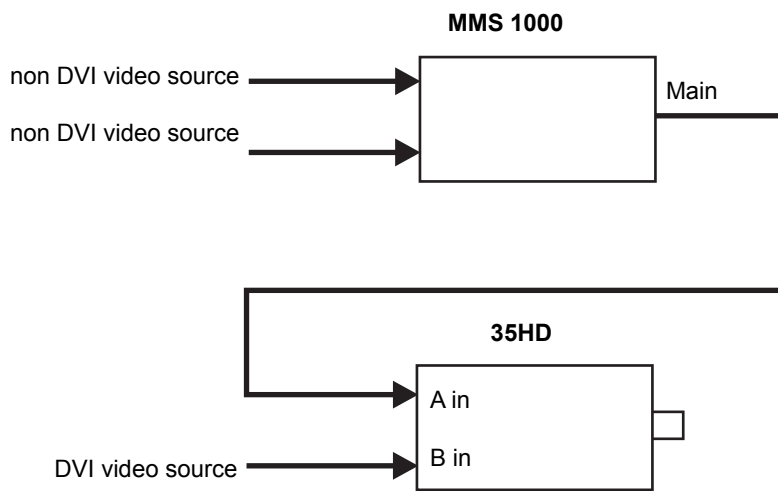 MMS 1000
non DVI video source
Main
non DVI video source
35HD
A in
B in
DVI video source